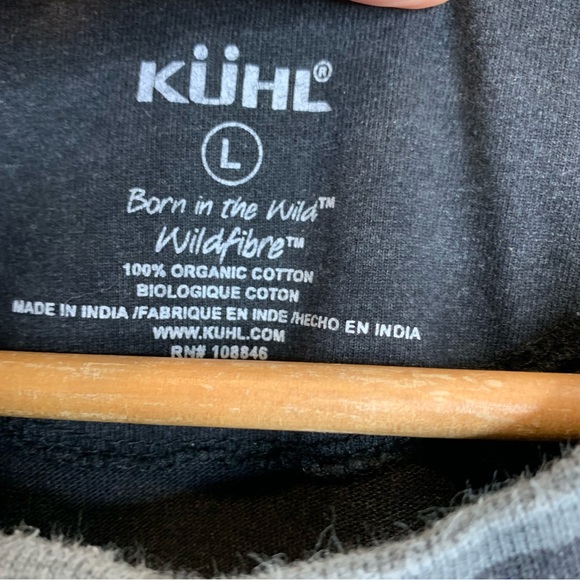 KÜHL®
L
Born in the Wild™
Wildfibre™
100% ORGANIC COTTON
BIOLOGIQUE COTON
MADE IN INDIA /FABRIQUE EN INDE /HECHO EN INDIA
WWW.KUHL.COM
RN# 108846